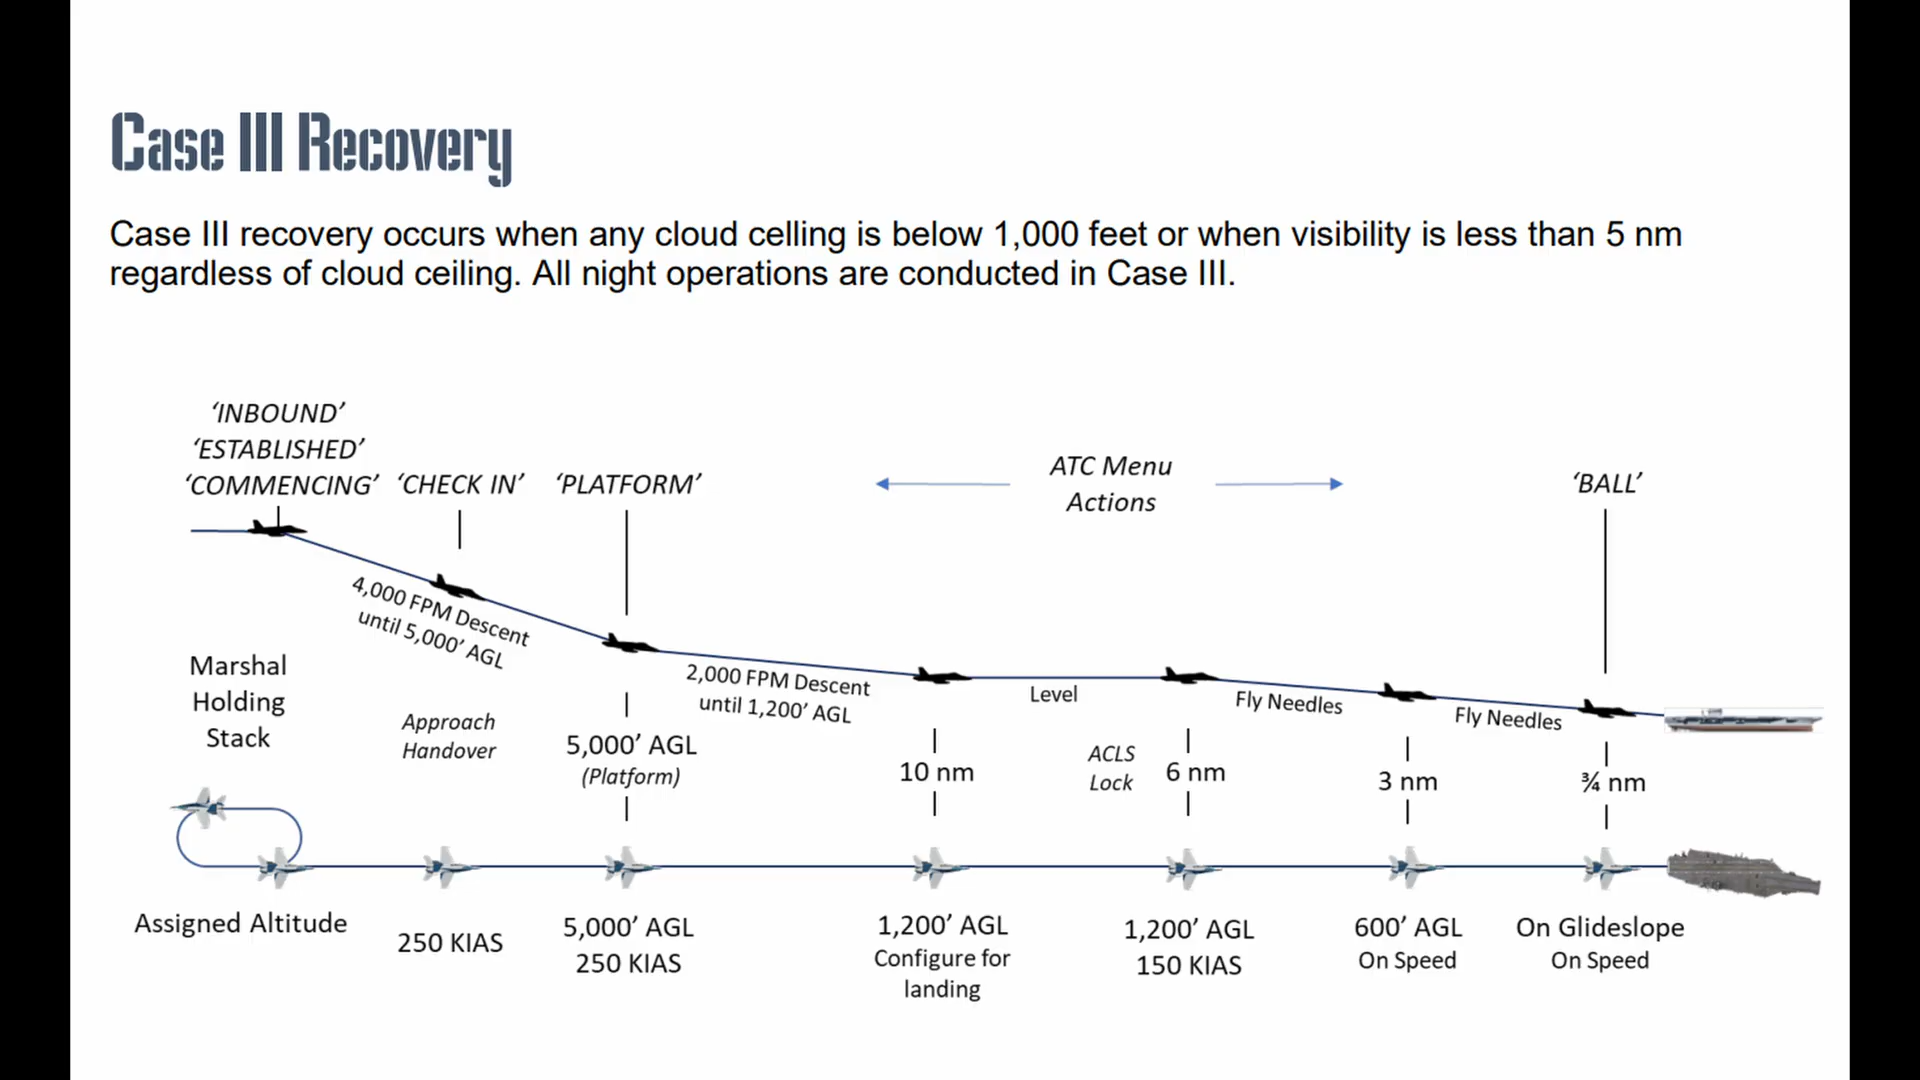 Case III Recovery
Case III recovery occurs when any cloud celling is below 1,000 feet or when visibility is less than 5 nm
regardless of cloud ceiling. All night operations are conducted in Case III.
‘INBOUND’
‘ESTABLISHED’
‘COMMENCING’
‘CHECK IN’
‘PLATFORM’
ATC Menu
Actions
‘BALL’
4,000 FPM Descent
until 5,000’ AGL
2,000 FPM Descent
until 1,200’ AGL
Level
Fly Needles
Fly Needles
Marshal
Holding
Stack
Approach
Handover
5,000’ AGL
(Platform)
10 nm
ACLS
Lock
6 nm
3 nm
¾ nm
Assigned Altitude
250 KIAS
5,000’ AGL
250 KIAS
1,200’ AGL
Configure for
landing
1,200’ AGL
150 KIAS
600’ AGL
On Speed
On Glideslope
On Speed